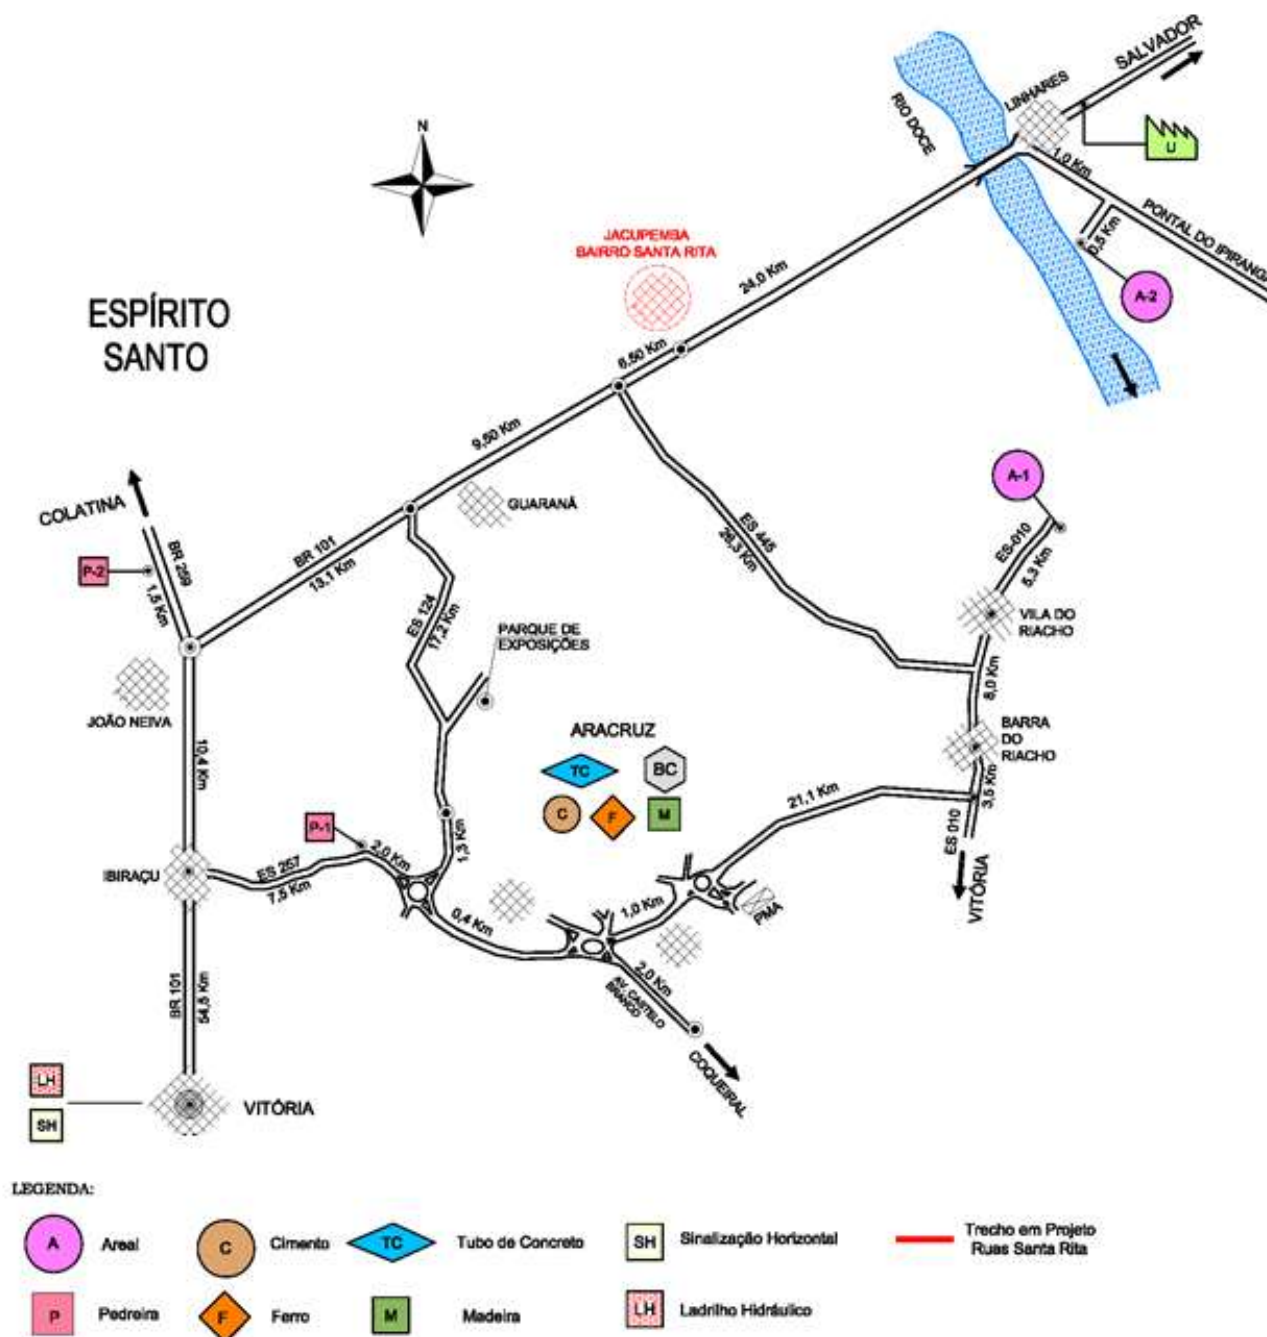 SALVADOR
LINHARES
RIO DOCE
U
N
1,0 Km
PONTAL DO IPIRANGA
0,5 Km
A-2
JACUPEMBA
BAIRRO SANTA RITA
24,0 Km
ESPÍRITO
SANTO
6,50 Km
9,50 Km
A-1
COLATINA
GUARANÁ
BR 259
P-2
1,5 Km
BR 101
13,1 Km
ES 445
26,3 Km
ES-010
5,3 Km
ES 124
17,2 Km
PARQUE DE
EXPOSIÇÕES
VILA DO
RIACHO
8,0 Km
JOÃO NEIVA
ARACRUZ
BARRA
DO
RIACHO
10,4 Km
TC
BC
C
F
M
21,1 Km
3,5 Km
P-1
2,0 Km
1,3 Km
ES 010
IBIRAÇU
ES 257
7,5 Km
VITÓRIA
0,4 Km
1,0 Km
PMA
BR 101
54,5 Km
2,0 Km
AV. CASTELO
BRANCO
COQUEIRAL
LH
SH
VITÓRIA
LEGENDA:
A Areal
C Cimento
TC Tubo de Concreto
SH Sinalização Horizontal
Trecho em Projeto
Ruas Santa Rita
P Pedreira
F Ferro
M Madeira
LH Ladrilho Hidráulico